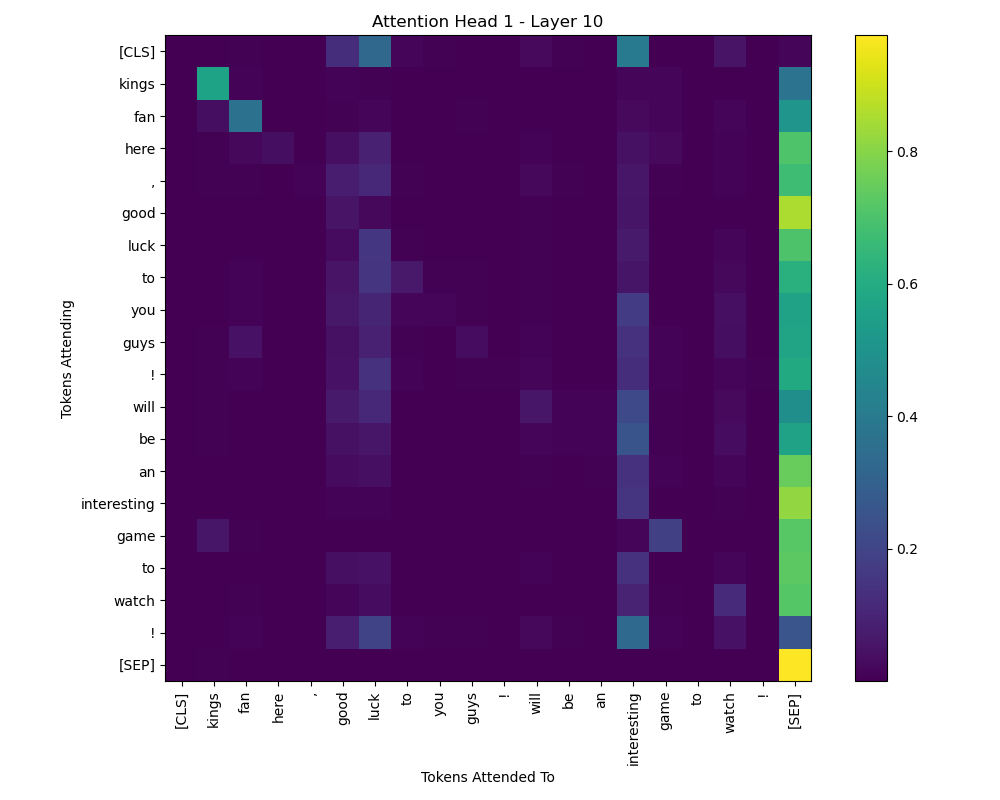 Attention Head 1 - Layer 10
[CLS]
kings
fan
here
,
good
luck
to
you
guys
!
will
be
an
interesting
game
to
watch
!
[SEP]
Tokens Attending
[CLS]
kings
fan
here
,
good
luck
to
you
guys
!
will
be
an
interesting
game
to
watch
!
[SEP]
Tokens Attended To
0.8
0.6
0.4
0.2